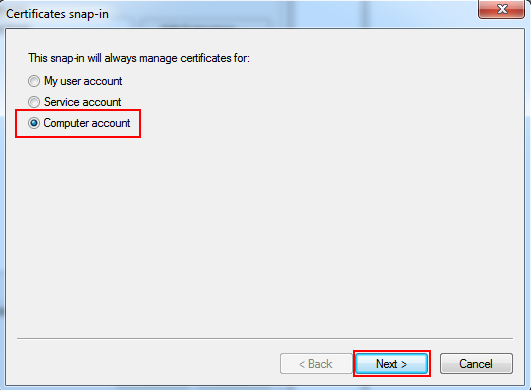 Certificates snap-in
This snap-in will always manage certificates for:
My user account
Service account
Computer account
< Back
Next >
Cancel